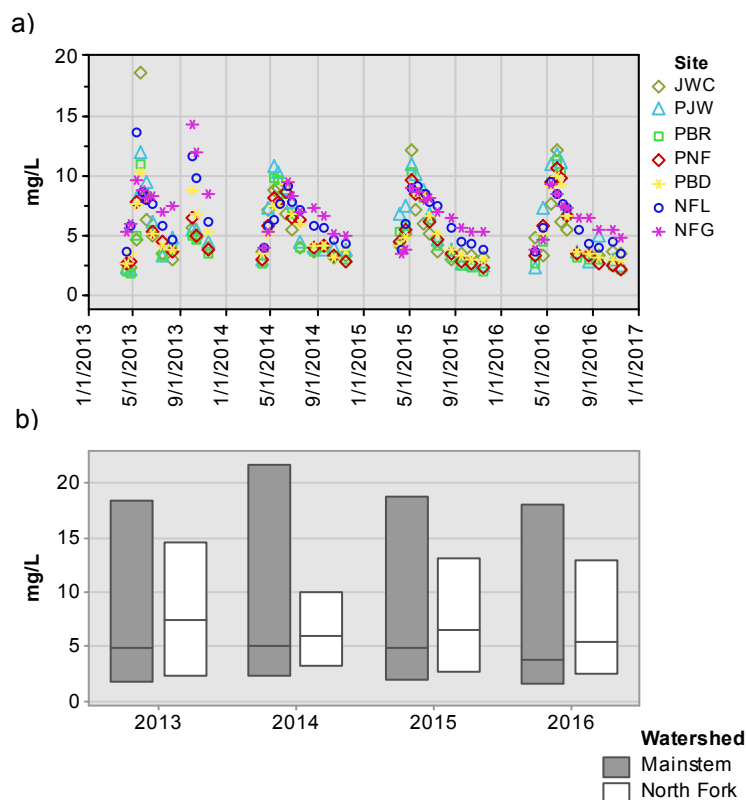 a)
20
15
10
5
0
mg/L
1/1/2013
5/1/2013
9/1/2013
1/1/2014
5/1/2014
9/1/2014
1/1/2015
5/1/2015
9/1/2015
1/1/2016
5/1/2016
9/1/2016
1/1/2017
Site
JWC
PJW
PBR
PNF
PBD
NFL
NFG
b)
20
15
10
5
0
mg/L
2013
2014
2015
2016
Watershed
Mainstem
North Fork